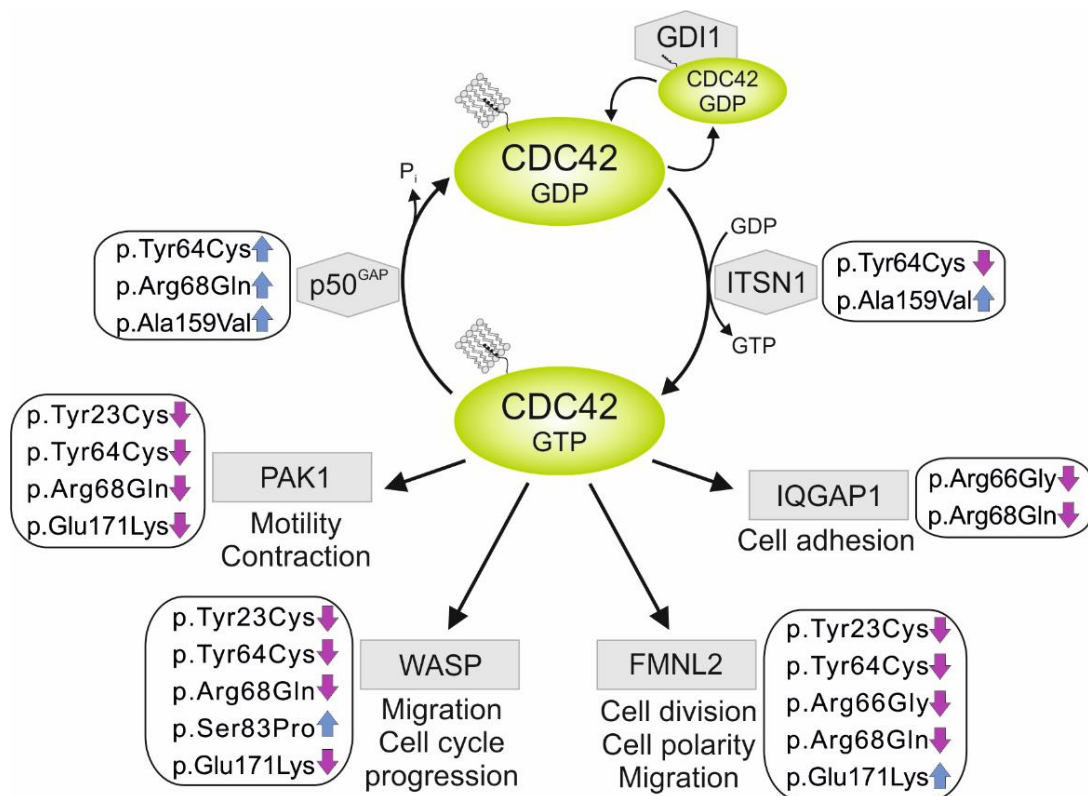 GDI1
CDC42
GDP
CDC42
GDP
Pi
GDP
GTP
p.Tyr64Cys
p.Arg68Gln
p.Ala159Val
p50GAP
ITSN1
p.Tyr64Cys
p.Ala159Val
CDC42
GTP
p.Tyr23Cys
p.Tyr64Cys
p.Arg68Gln
p.Glu171Lys
PAK1
Motility
Contraction
IQGAP1
Cell adhesion
p.Arg66Gly
p.Arg68Gln
p.Tyr23Cys
p.Tyr64Cys
p.Arg68Gln
p.Ser83Pro
p.Glu171Lys
WASP
Migration
Cell cycle
progression
FMNL2
Cell division
Cell polarity
Migration
p.Tyr23Cys
p.Tyr64Cys
p.Arg66Gly
p.Arg68Gln
p.Glu171Lys